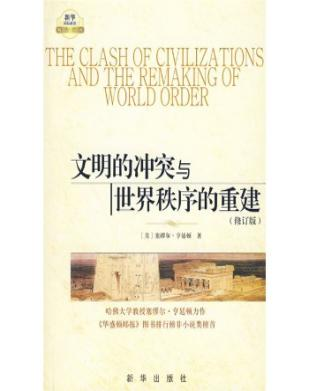 新华
THE CLASH OF CIVILIZATIONS
AND THE REMAKING OF
WORLD ORDER
文明的冲突与
世界秩序的重建
(修订版)
[美] 塞缪尔·亨廷顿 著
哈佛大学教授塞缪尔·亨廷顿力作
《华盛顿邮报》图书排行榜非小说类榜首
新华出版社